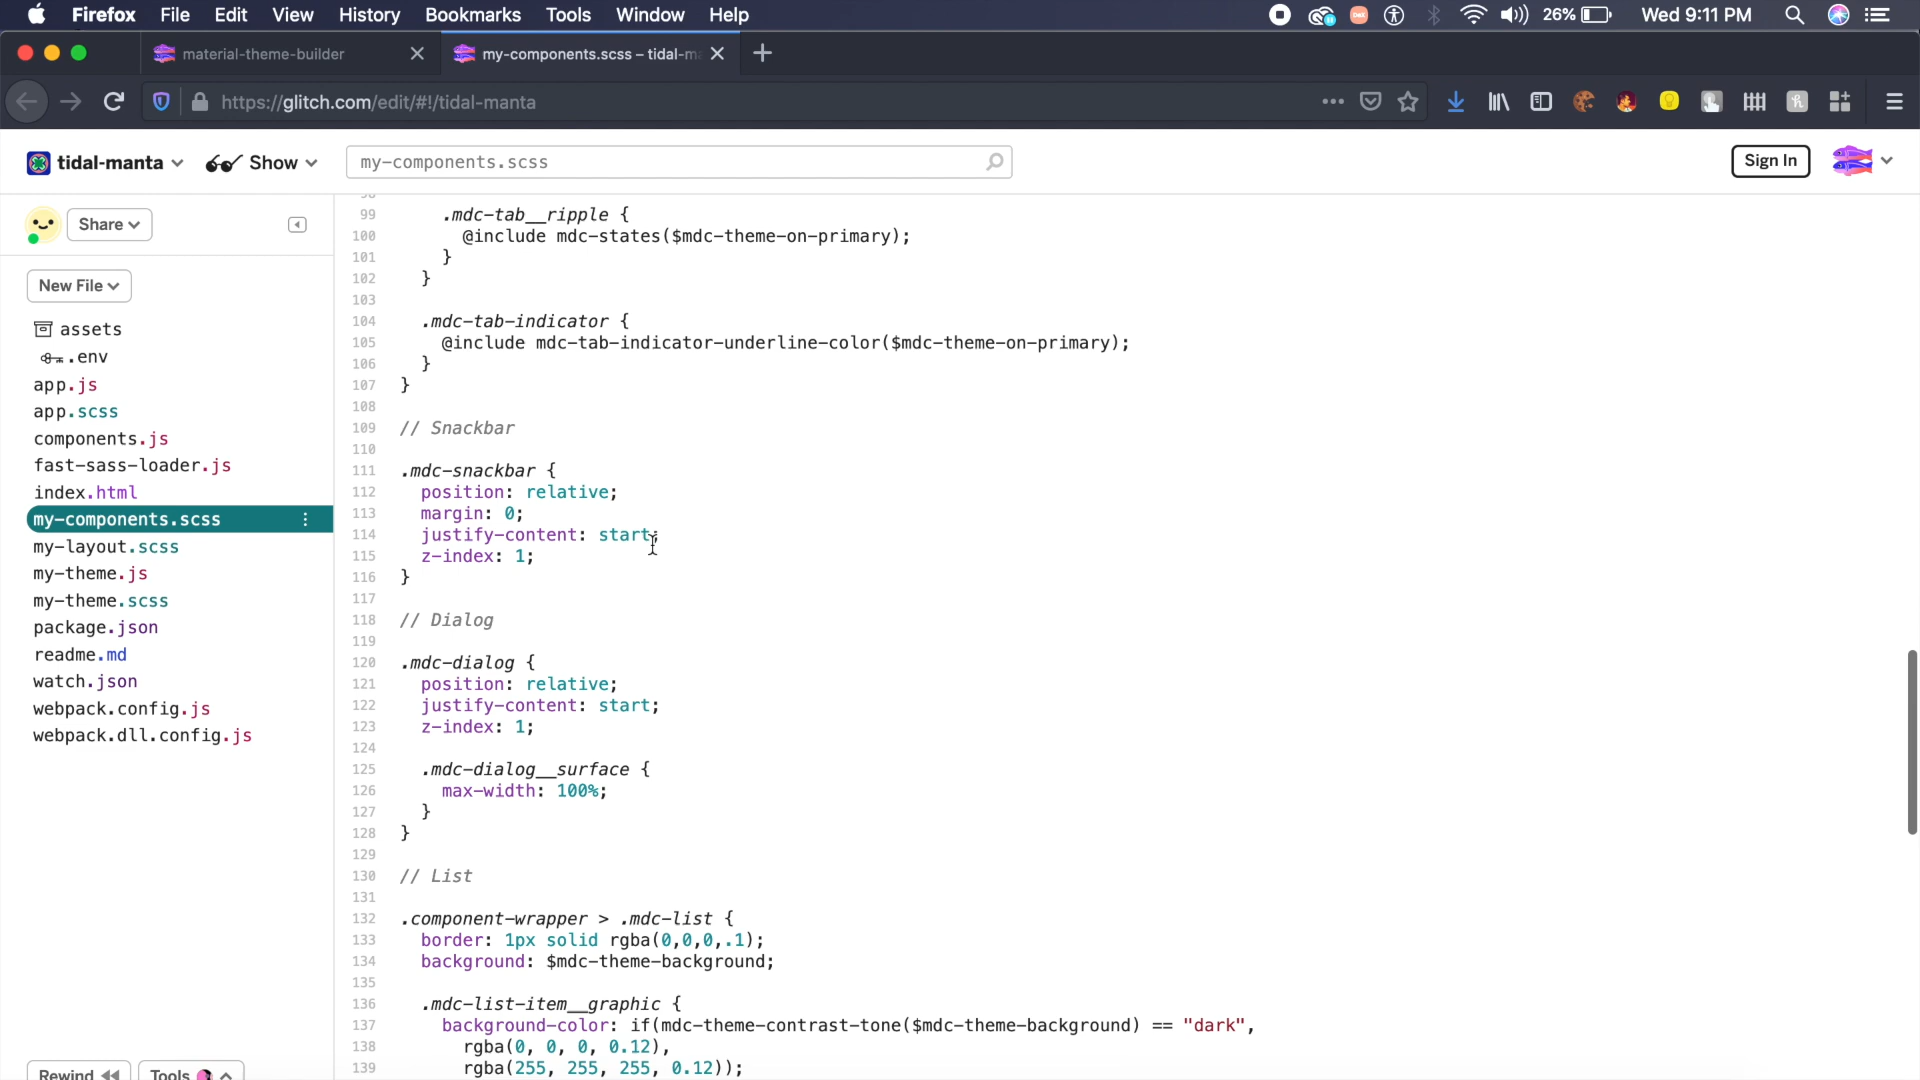 Firefox File Edit View History Bookmarks Tools Window Help 26% Wed 9:11 PM
material-theme-builder my-components.scss – tidal-m
https://glitch.com/edit/#!/tidal-manta
tidal-manta Show my-components.scss Sign In
Share
New File
assets
.env
app.js
app.scss
components.js
fast-sass-loader.js
index.html
my-components.scss
my-layout.scss
my-theme.js
my-theme.scss
package.json
readme.md
watch.json
webpack.config.js
webpack.dll.config.js
Rewind Tools
99 .mdc-tab__ripple {
100 @include mdc-states($mdc-theme-on-primary);
101 }
102 }
103
104 .mdc-tab-indicator {
105 @include mdc-tab-indicator-underline-color($mdc-theme-on-primary);
106 }
107 }
108
109 // Snackbar
110
111 .mdc-snackbar {
112 position: relative;
113 margin: 0;
114 justify-content: start;
115 z-index: 1;
116 }
117
118 // Dialog
119
120 .mdc-dialog {
121 position: relative;
122 justify-content: start;
123 z-index: 1;
124
125 .mdc-dialog__surface {
126 max-width: 100%;
127 }
128 }
129
130 // List
131
132 .component-wrapper > .mdc-list {
133 border: 1px solid rgba(0,0,0,.1);
134 background: $mdc-theme-background;
135
136 .mdc-list-item__graphic {
137 background-color: if(mdc-theme-contrast-tone($mdc-theme-background) == "dark",
138 rgba(0, 0, 0, 0.12),
139 rgba(255, 255, 255, 0.12));